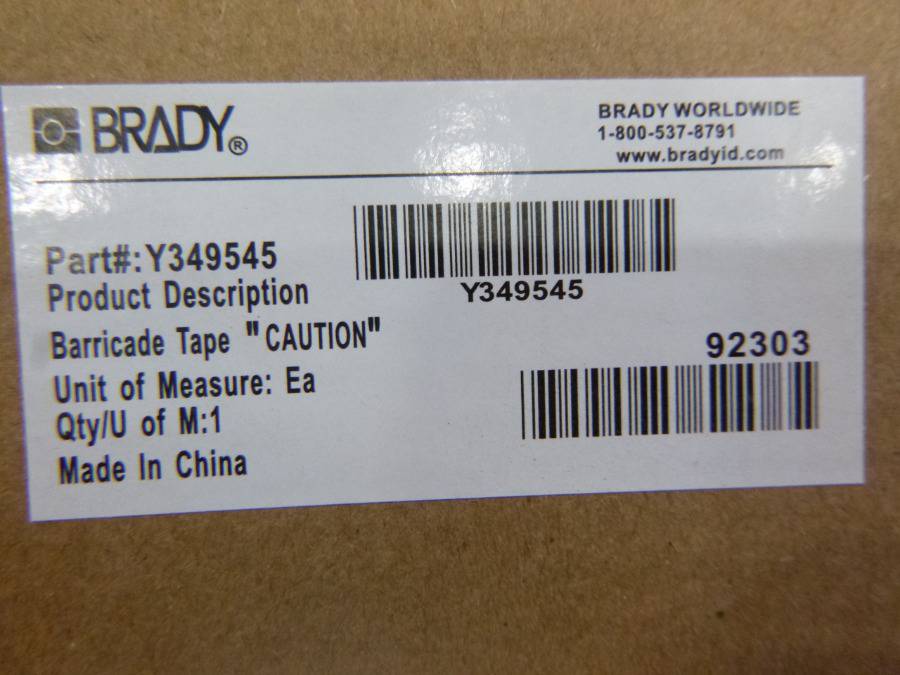 BRADY®
BRADY WORLDWIDE
1-800-537-8791
www.bradyid.com
Part#:Y349545
Y349545
Product Description
Barricade Tape "CAUTION"
92303
Unit of Measure: Ea
Qty/U of M:1
Made In China